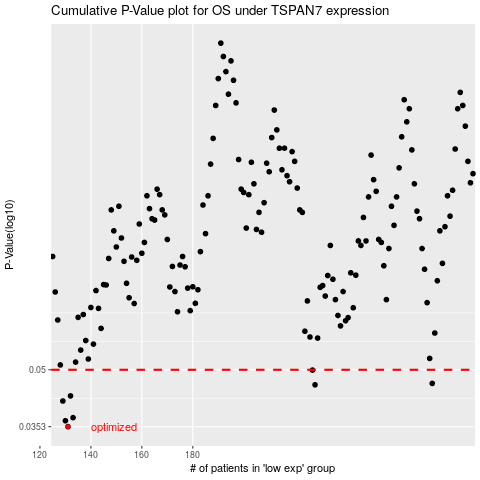 Cumulative P-Value plot for OS under TSPAN7 expression
P-Value(log10)
0.05
0.0353
optimized
120 140 160 180
# of patients in 'low exp' group